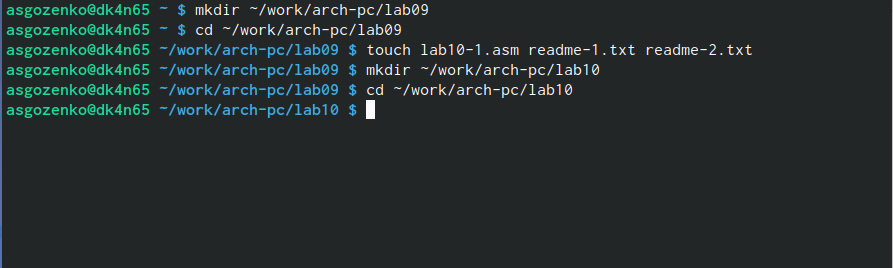 asgozenko@dk4n65 ~ $ mkdir ~/work/arch-pc/lab09
asgozenko@dk4n65 ~ $ cd ~/work/arch-pc/lab09
asgozenko@dk4n65 ~/work/arch-pc/lab09 $ touch lab10-1.asm readme-1.txt readme-2.txt
asgozenko@dk4n65 ~/work/arch-pc/lab09 $ mkdir ~/work/arch-pc/lab10
asgozenko@dk4n65 ~/work/arch-pc/lab09 $ cd ~/work/arch-pc/lab10
asgozenko@dk4n65 ~/work/arch-pc/lab10 $